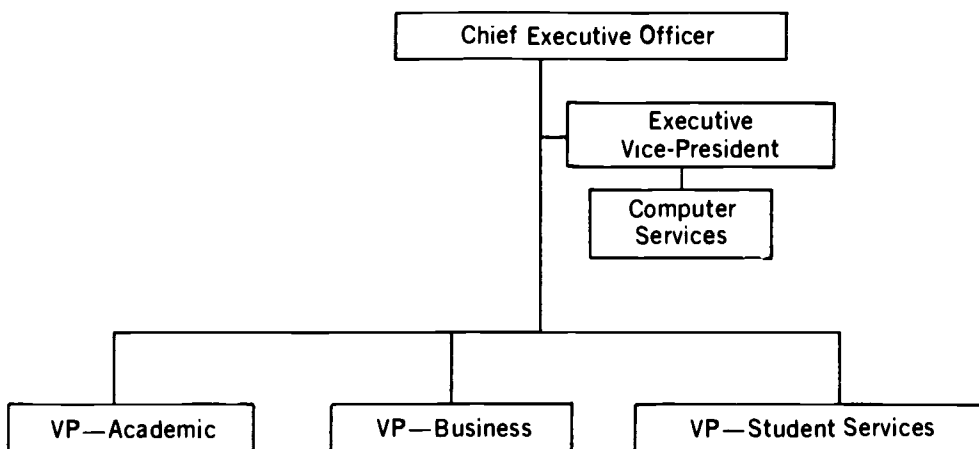 Chief Executive Officer
Executive
Vice-President
Computer
Services
VP—Academic
VP—Business
VP—Student Services